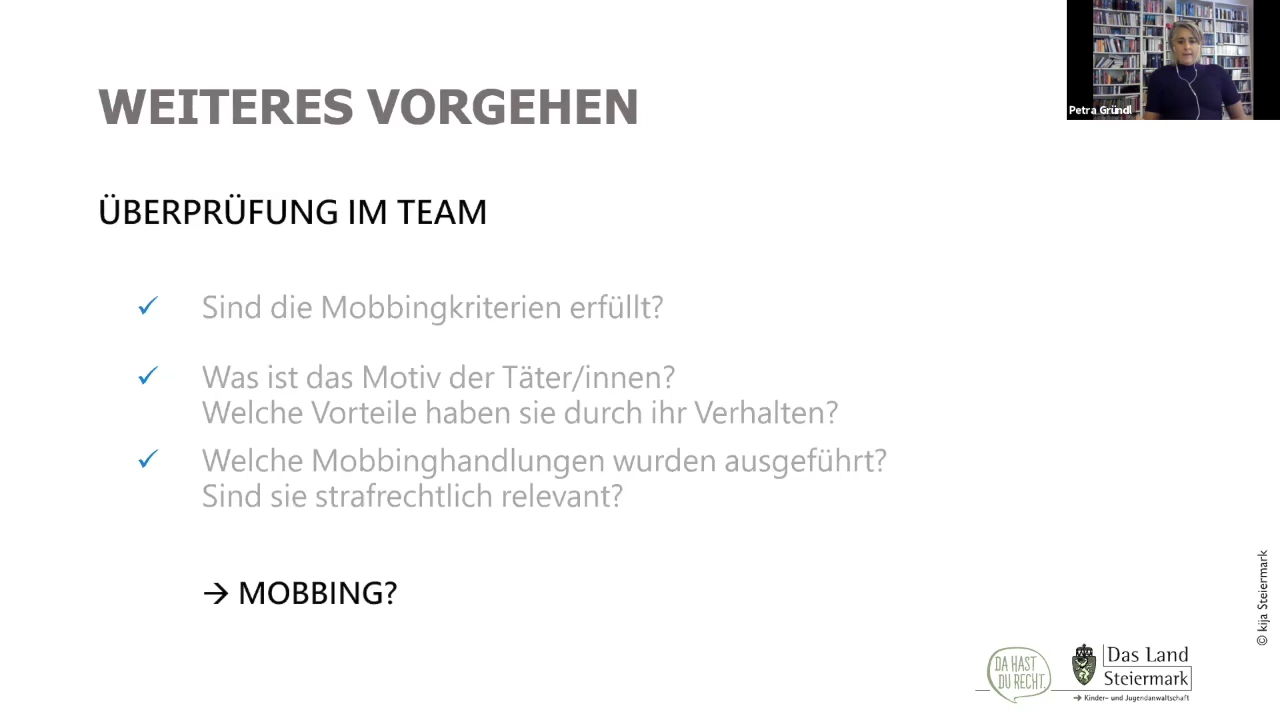 Petra Gründl
WEITERES VORGEHEN
ÜBERPRÜFUNG IM TEAM
✓ Sind die Mobbingkriterien erfüllt?
✓ Was ist das Motiv der Täter/innen?
Welche Vorteile haben sie durch ihr Verhalten?
✓ Welche Mobbinghandlungen wurden ausgeführt?
Sind sie strafrechtlich relevant?
→ MOBBING?
© kija Steiermark
DA HAST
DU RECHT.
Das Land
Steiermark
→ Kinder- und Jugendanwaltschaft